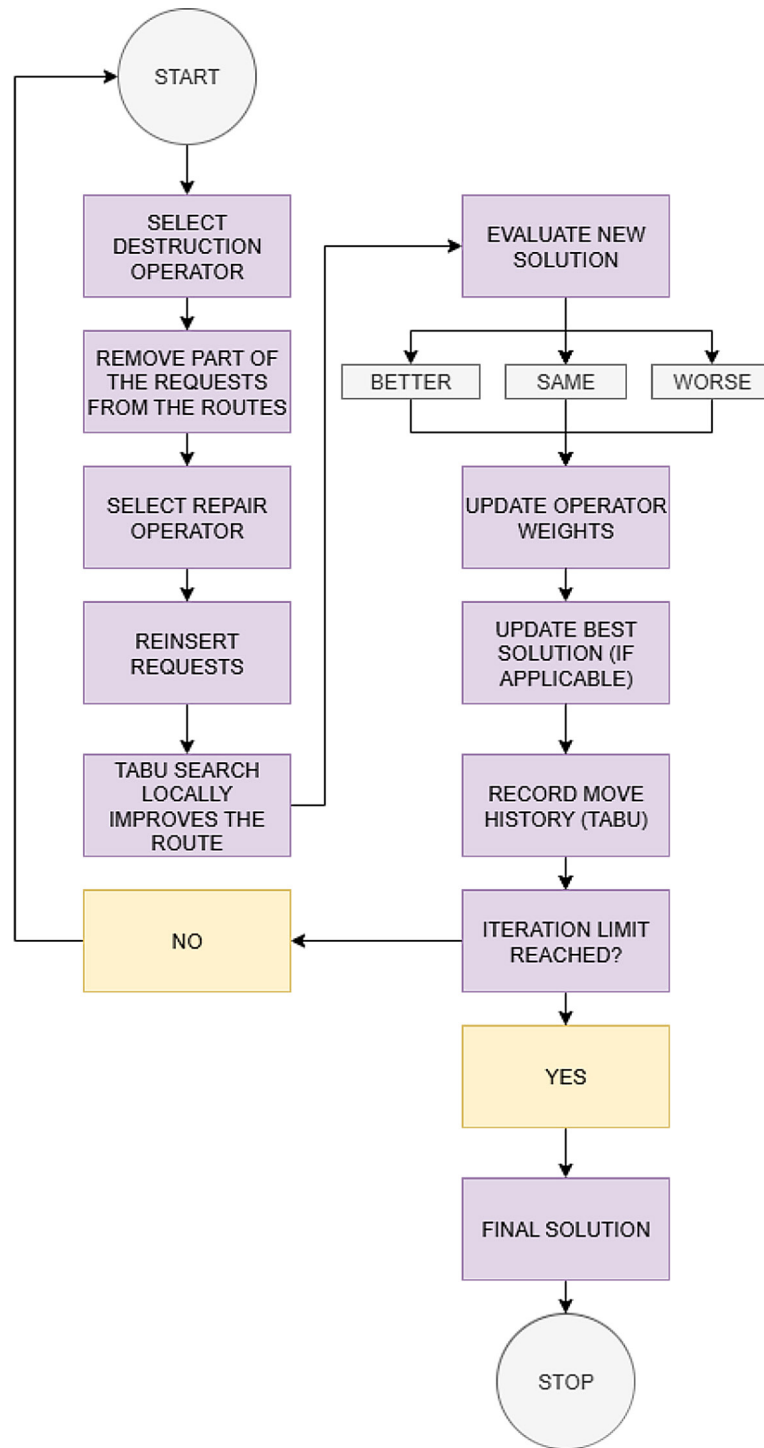 START
SELECT
DESTRUCTION
OPERATOR
REMOVE PART OF
THE REQUESTS
FROM THE ROUTES
SELECT REPAIR
OPERATOR
REINSERT
REQUESTS
TABU SEARCH
LOCALLY
IMPROVES THE
ROUTE
EVALUATE NEW
SOLUTION
BETTER
SAME
WORSE
UPDATE OPERATOR
WEIGHTS
UPDATE BEST
SOLUTION (IF
APPLICABLE)
RECORD MOVE
HISTORY (TABU)
ITERATION LIMIT
REACHED?
NO
YES
FINAL SOLUTION
STOP